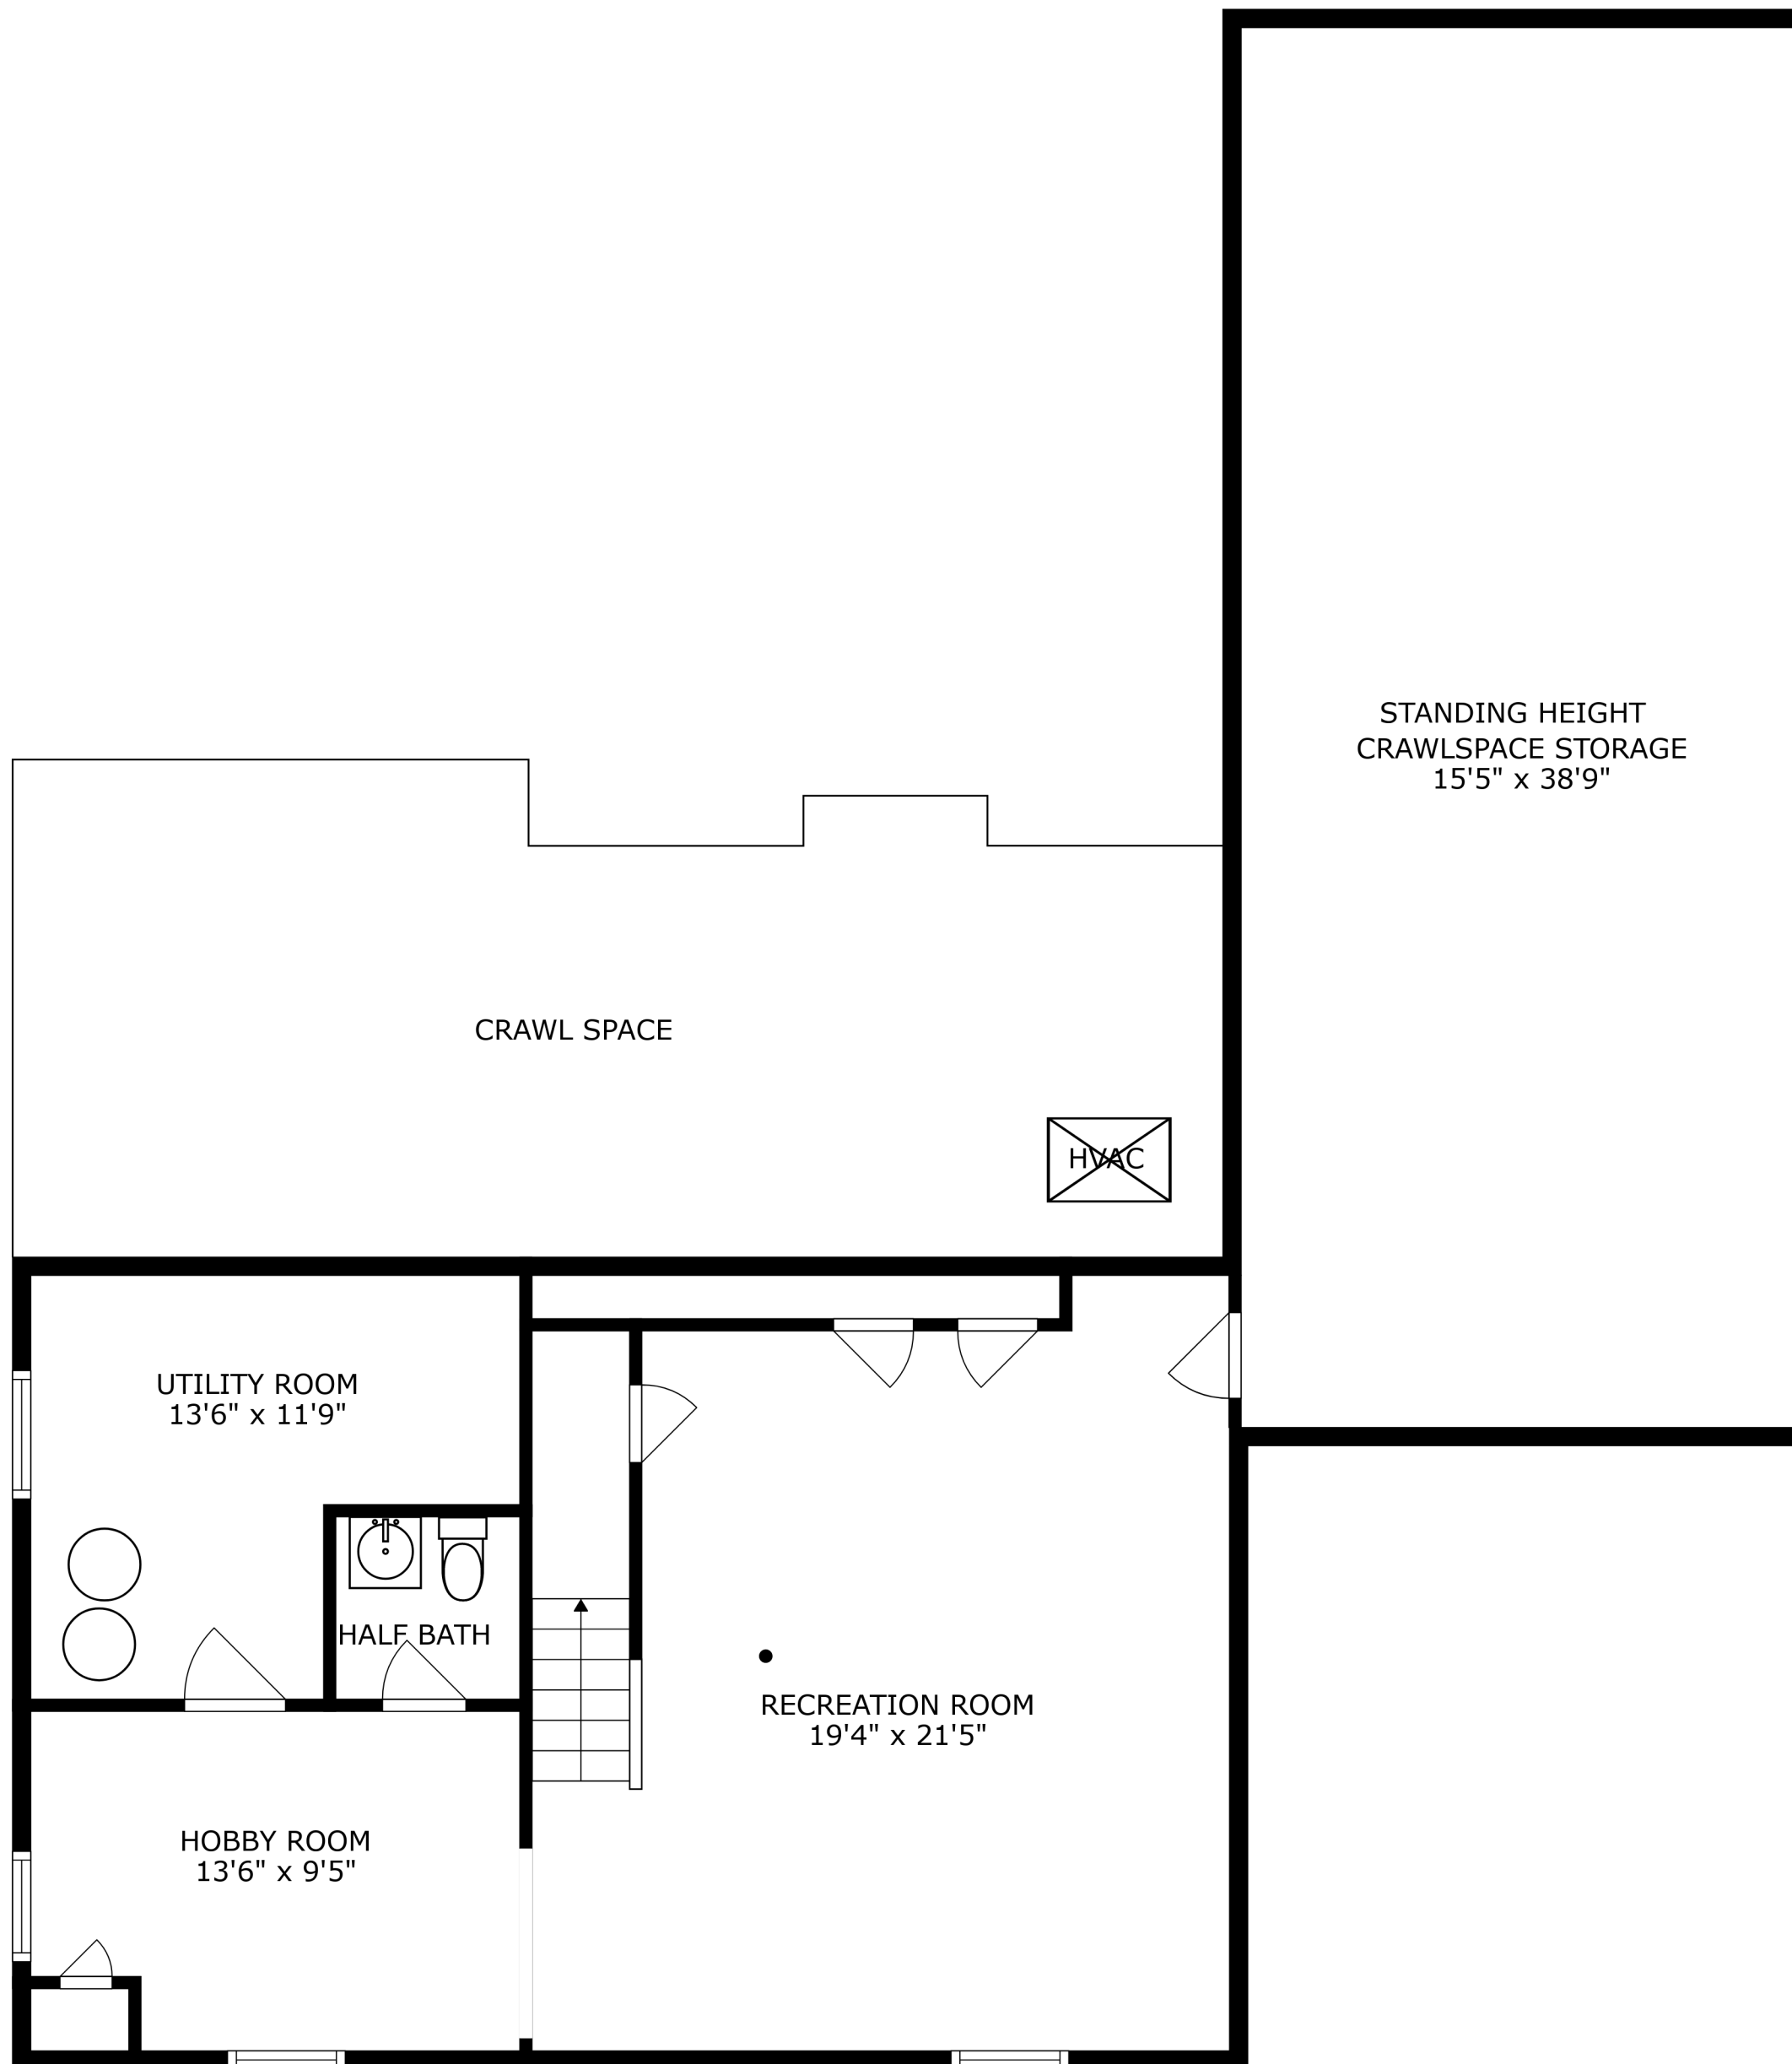 STANDING HEIGHT
CRAWLSPACE STORAGE
15'5" x 38'9"
CRAWL SPACE
HVAC
UTILITY ROOM
13'6" x 11'9"
HALF BATH
RECREATION ROOM
19'4" x 21'5"
HOBBY ROOM
13'6" x 9'5"